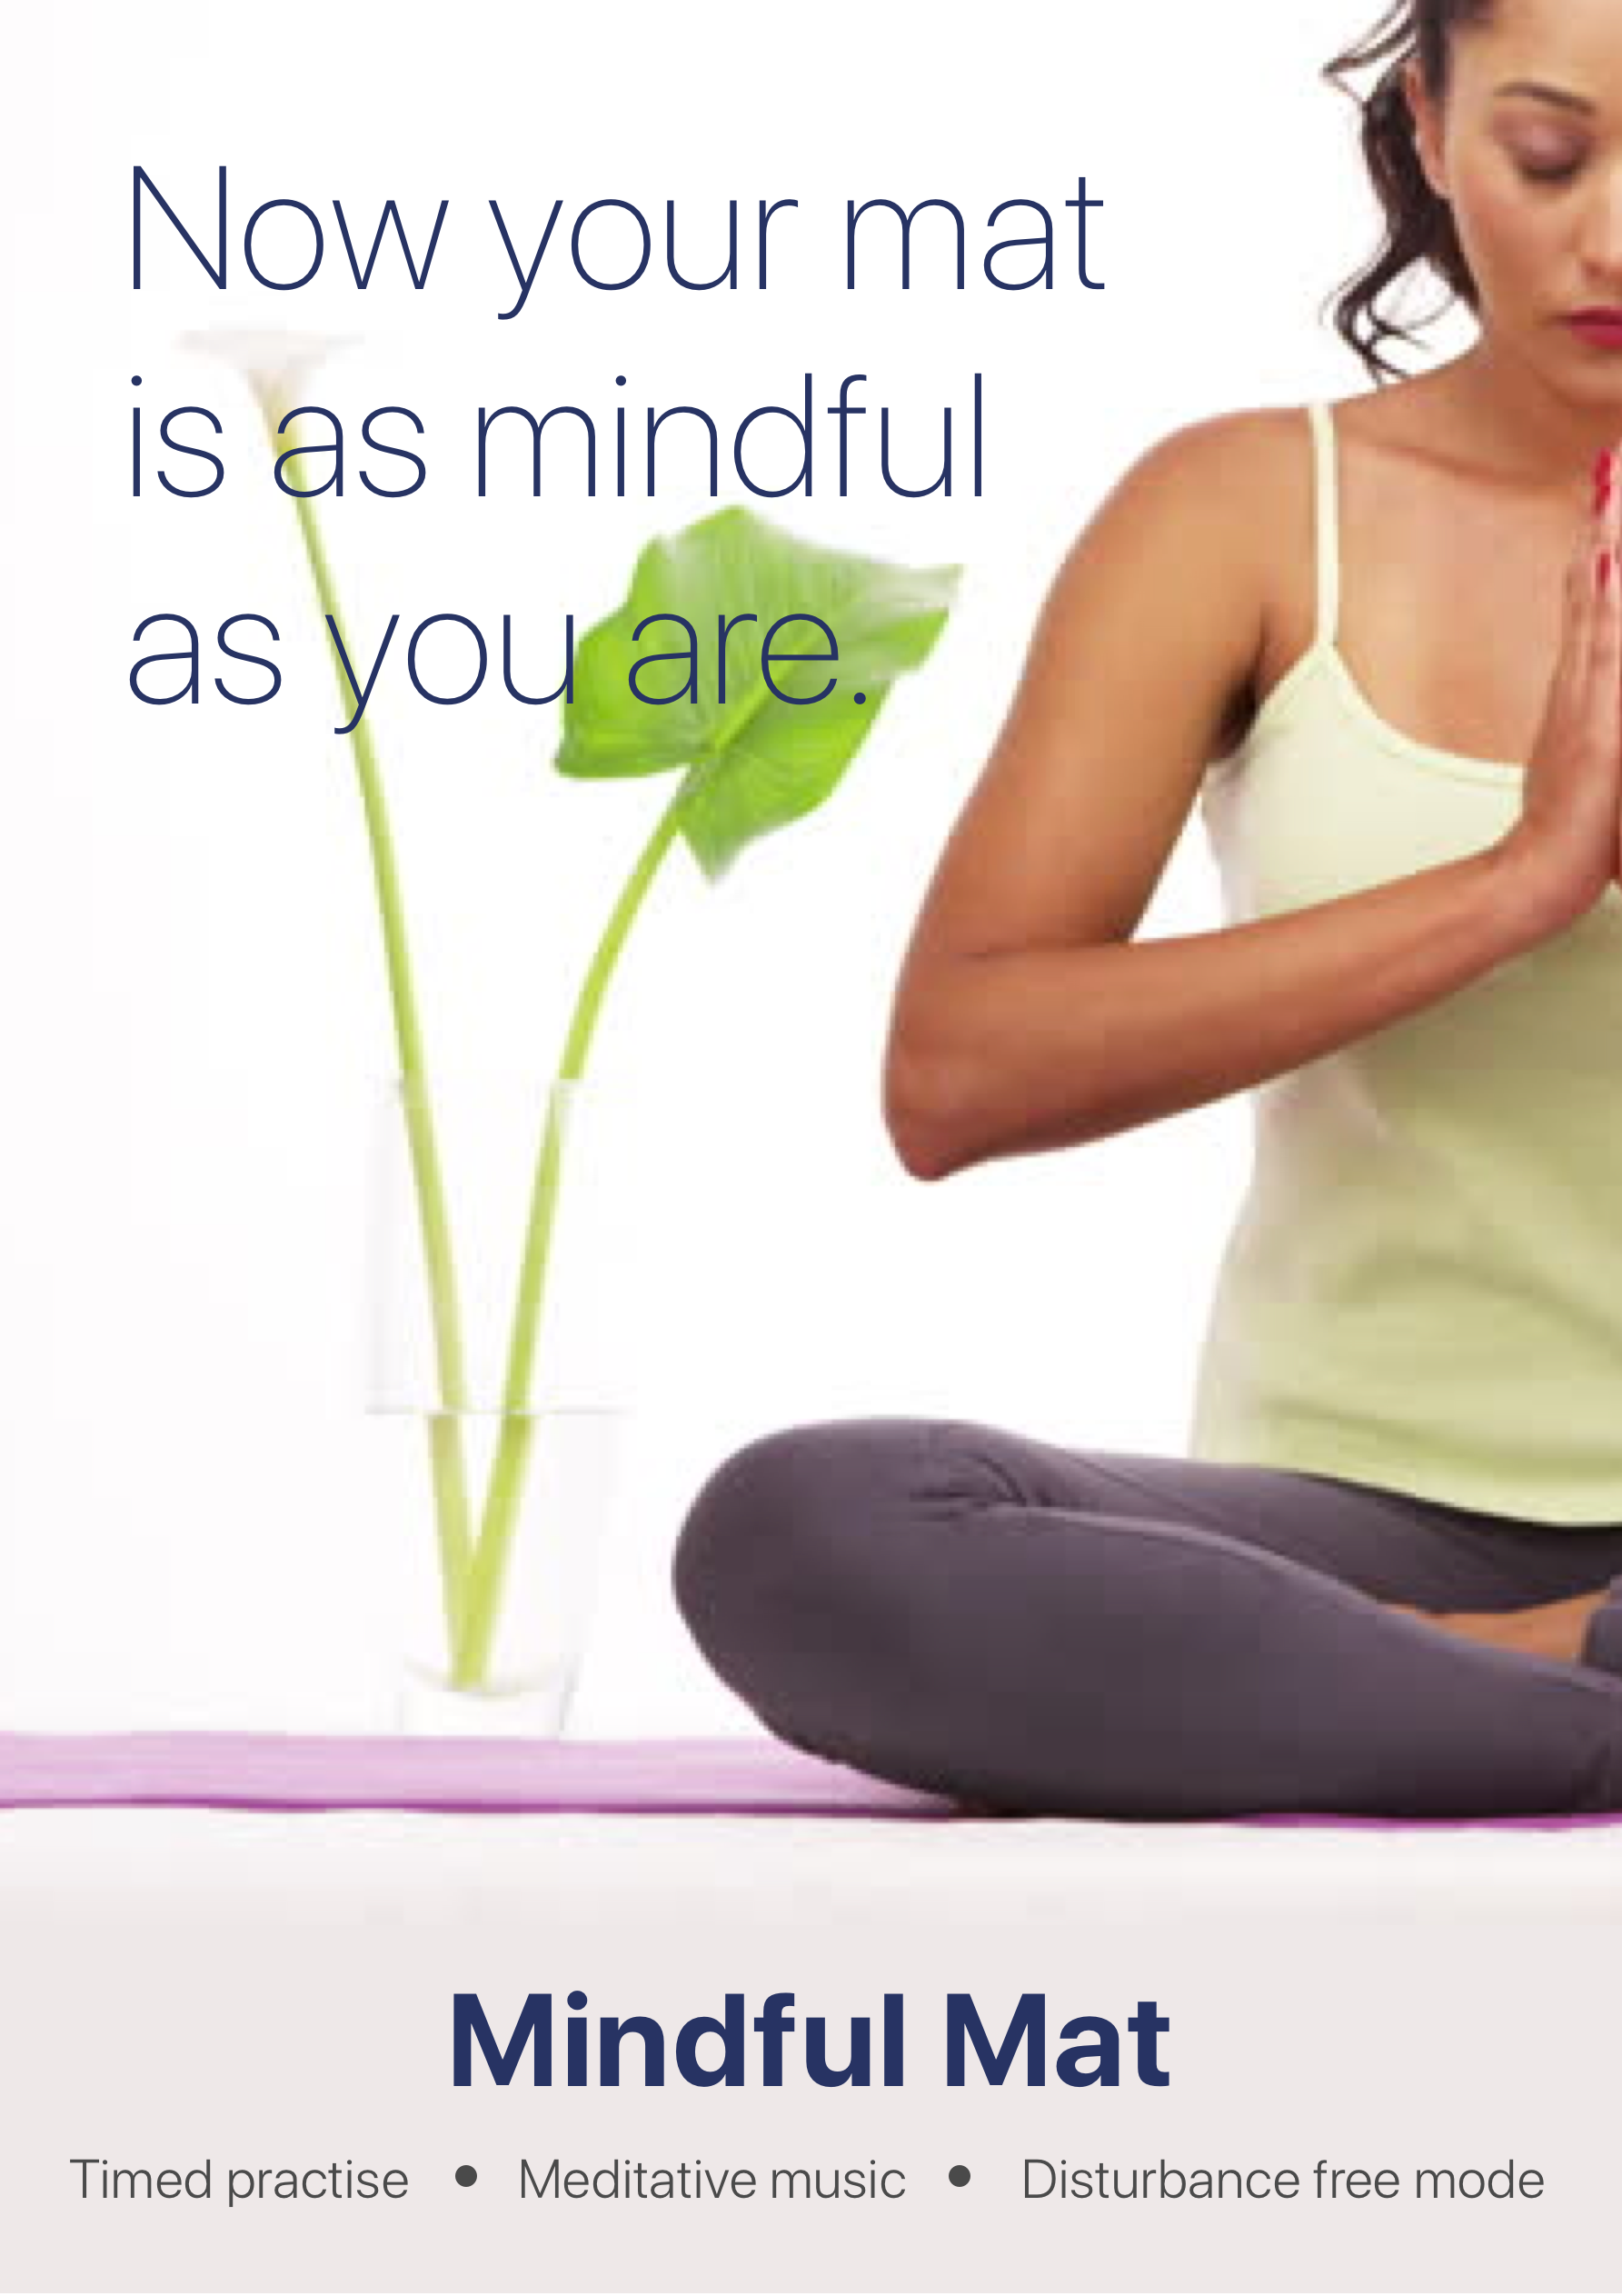 Now your mat
is as mindful
as you are.
Mindful Mat
Timed practise • Meditative music • Disturbance free mode